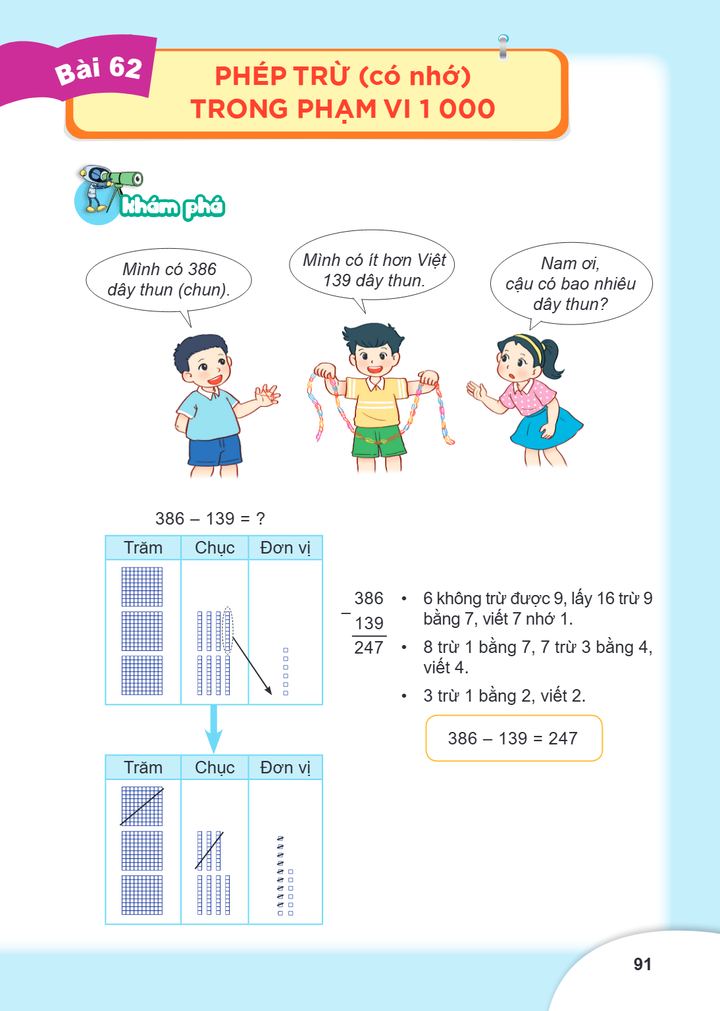 Bài 62
PHÉP TRỪ (có nhớ)
TRONG PHẠM VI 1 000
khám phá
Mình có 386
dây thun (chun).
Mình có ít hơn Việt
139 dây thun.
Nam ơi,
cậu có bao nhiêu
dây thun?
386 – 139 = ?
Trăm Chục Đơn vị
386
–
139
247
• 6 không trừ được 9, lấy 16 trừ 9
bằng 7, viết 7 nhớ 1.
• 8 trừ 1 bằng 7, 7 trừ 3 bằng 4,
viết 4.
• 3 trừ 1 bằng 2, viết 2.
386 – 139 = 247
Trăm Chục Đơn vị
91